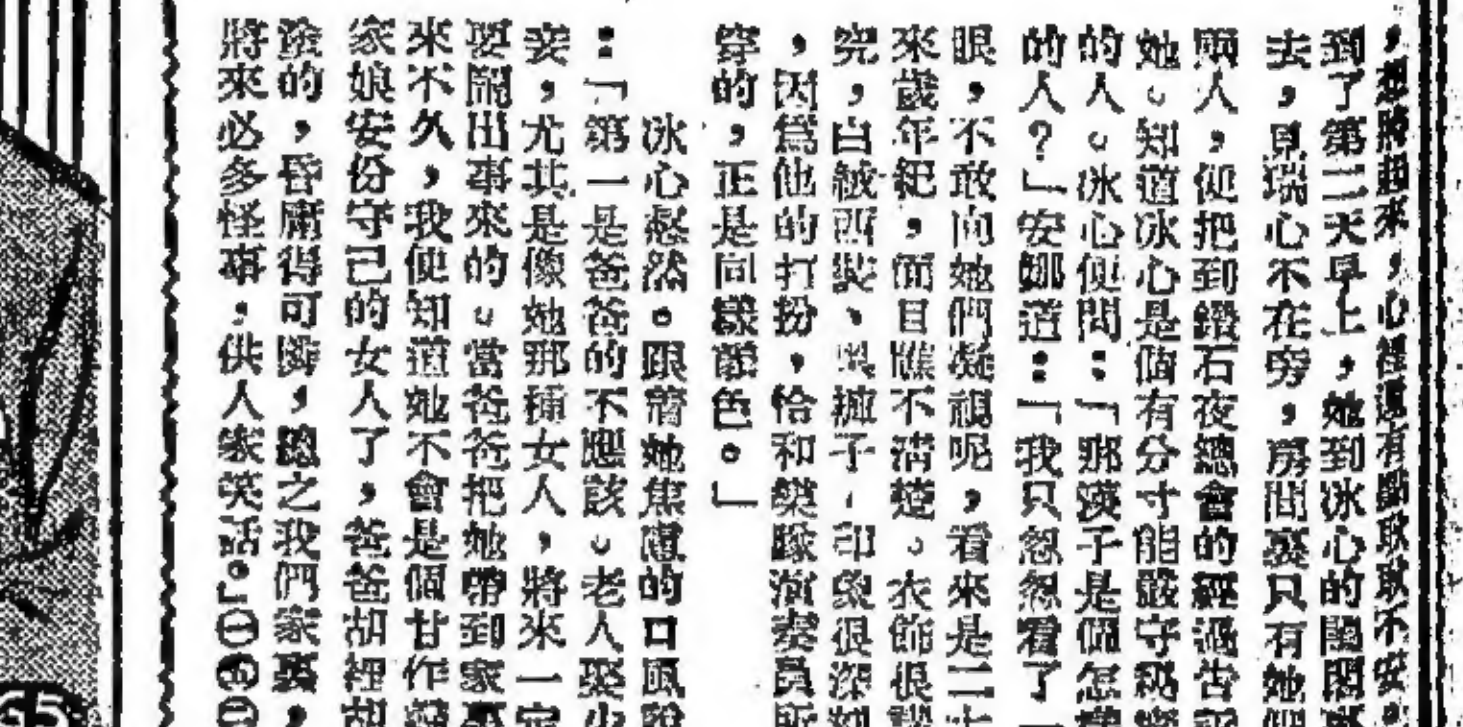 ，想將起來，心裡還有點耿耿不安，
到了第二天早上，她到冰心的閨閣
去，見瑞心不在旁，房間裏只有她們
兩人，便把到鑽石夜總會的經過告訴
她。知道冰心是個有分寸能嚴守秘密
的人。冰心便問：「那漢子是個怎樣
的人？」安娜道：「我只忽忽看了一
眼，不敢向她們凝視呢，看來是二十
來歲年紀，面目瞧不清楚。衣飾很講
究，白絨西裝、黑褲子，印象很深刻
，因爲他的打扮，恰和樂隊演奏員所
穿的，正是同樣顏色。」
冰心愁然。跟着她焦慮的口風說
：「第一是爸爸的不應該。老人娶少
妾，尤其是像她那種女人，將來一定
要鬧出事來的。當爸爸把她帶到家裏
來不久，我便知道她不會是個甘作
家娘安份守己的女人了，爸爸胡裡胡
塗的，昏庸得可憐，總之我們家裏，
將來必多怪事，供人家笑話。」